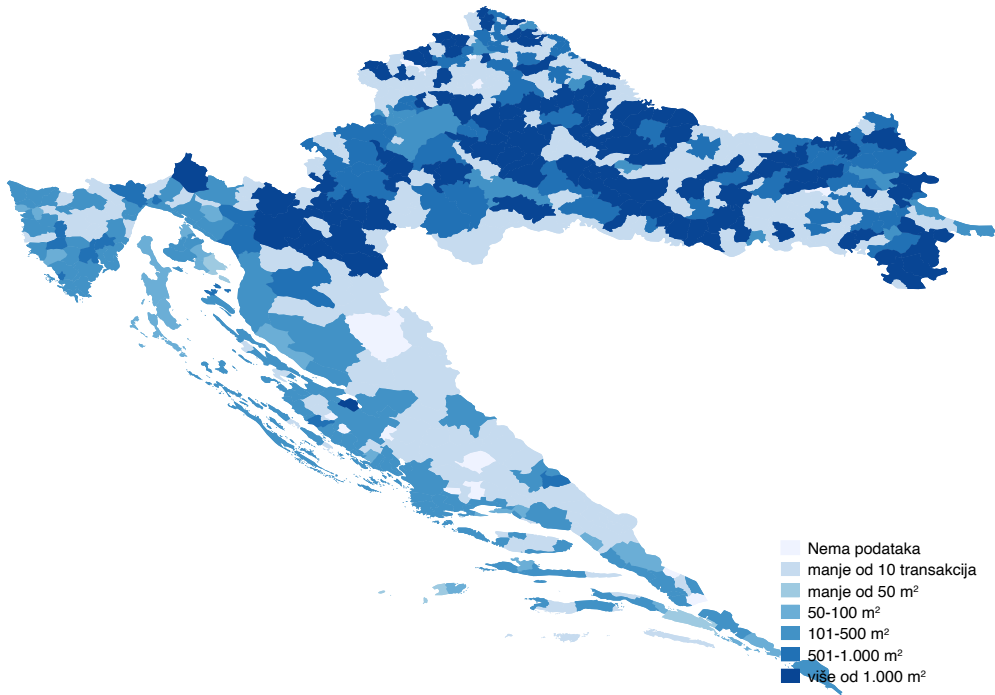 Nema podataka
manje od 10 transakcija
manje od 50 m²
50-100 m²
101-500 m²
501-1.000 m²
više od 1.000 m²